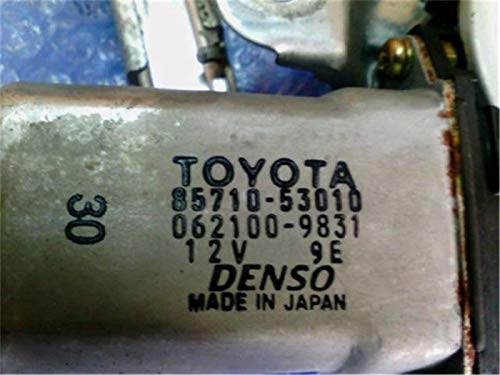 TOYOTA
85710-53010
062100-9831
12V 9E
DENSO
MADE IN JAPAN
30